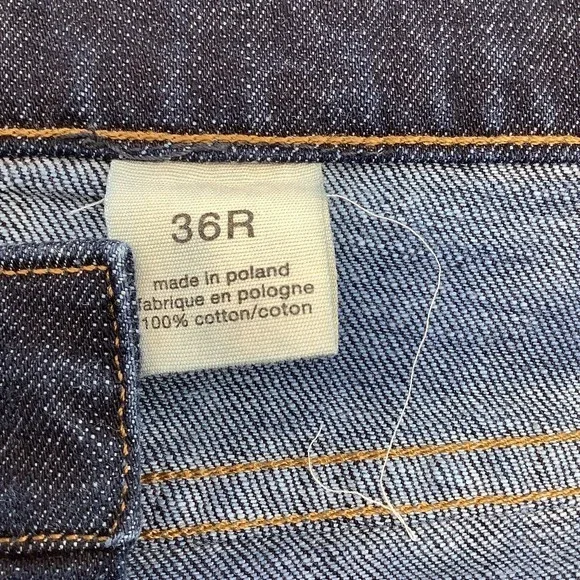 36R
made in poland
fabrique en pologne
100% cotton/coton